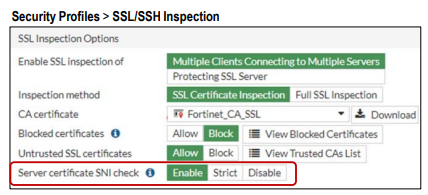 Security Profiles > SSL/SSH Inspection
SSL Inspection Options
Enable SSL inspection of Multiple Clients Connecting to Multiple Servers
Protecting SSL Server
Inspection method SSL Certificate Inspection Full SSL Inspection
CA certificate Fortinet_CA_SSL Download
Blocked certificates Allow Block View Blocked Certificates
Untrusted SSL certificates Allow Block View Trusted CAs List
Server certificate SNI check Enable Strict Disable